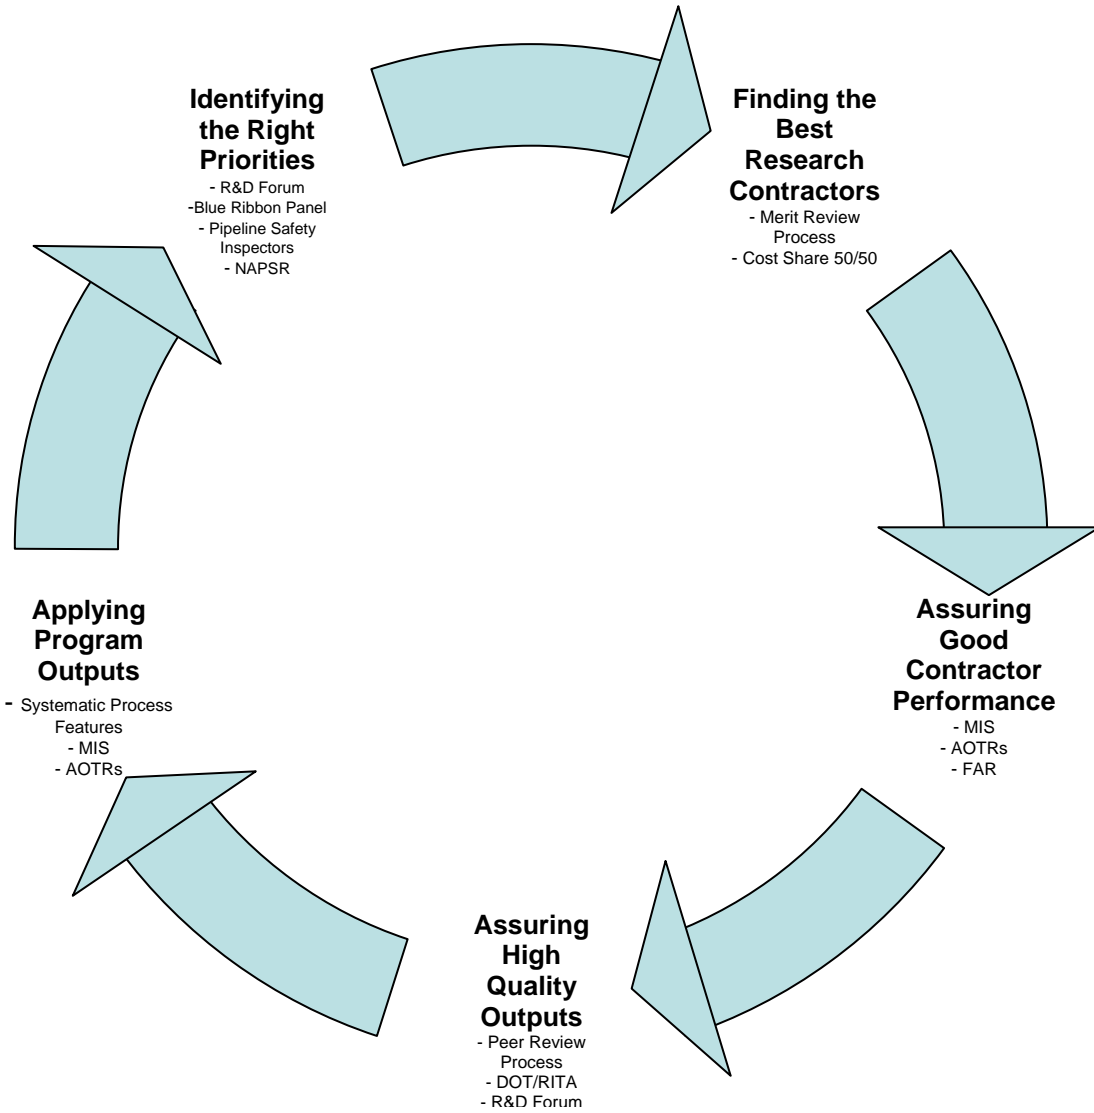 Identifying
the Right
Priorities
- R&D Forum
-Blue Ribbon Panel
- Pipeline Safety
Inspectors
- NAPSR
Finding the
Best
Research
Contractors
- Merit Review
Process
- Cost Share 50/50
Assuring
Good
Contractor
Performance
- MIS
- AOTRs
- FAR
Assuring
High
Quality
Outputs
- Peer Review
Process
- DOT/RITA
- R&D Forum
Applying
Program
Outputs
- Systematic Process
Features
- MIS
- AOTRs